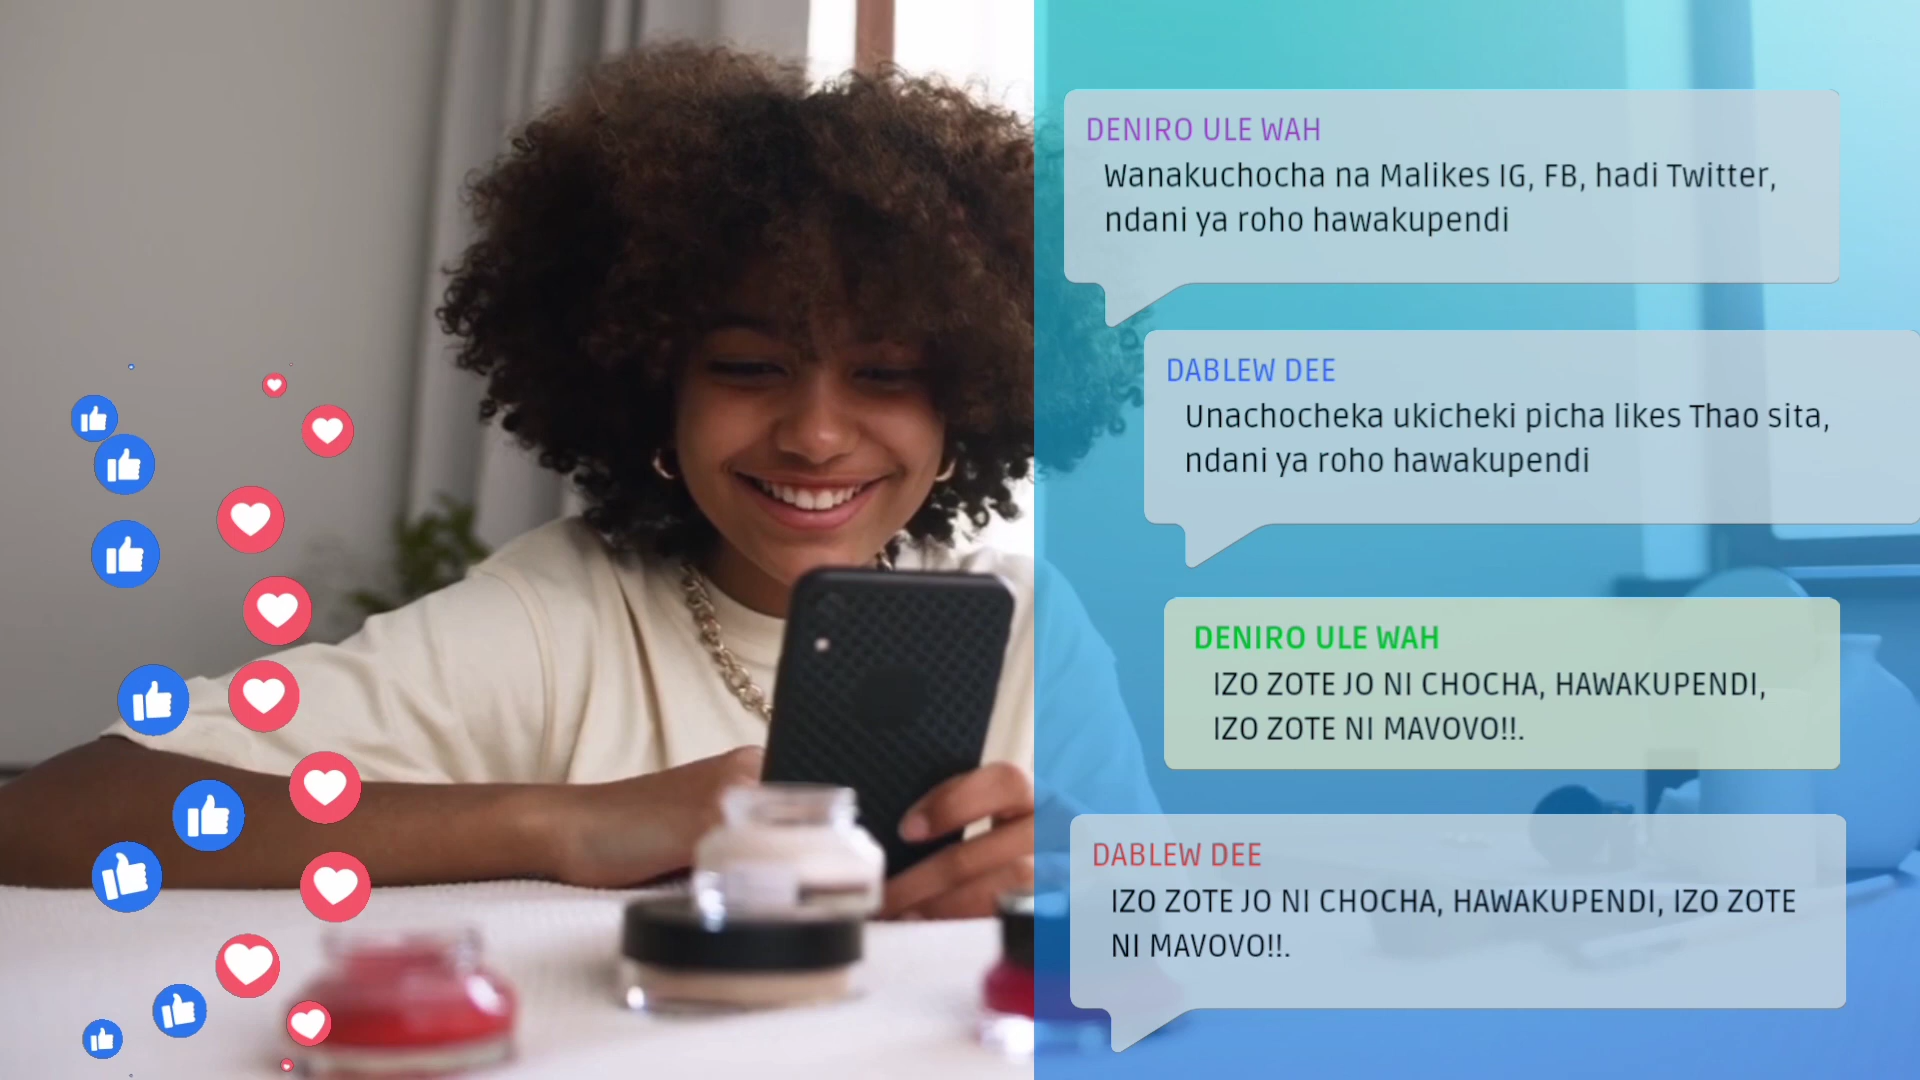 DENIRO ULE WAH
Wanakuchocha na Malikes IG, FB, hadi Twitter,
ndani ya roho hawakupendi
DABLEW DEE
Unachocheka ukicheki picha likes Thao sita,
ndani ya roho hawakupendi
DENIRO ULE WAH
IZO ZOTE JO NI CHOCHA, HAWAKUPENDI,
IZO ZOTE NI MAVOVO!!.
DABLEW DEE
IZO ZOTE JO NI CHOCHA, HAWAKUPENDI, IZO ZOTE
NI MAVOVO!!.